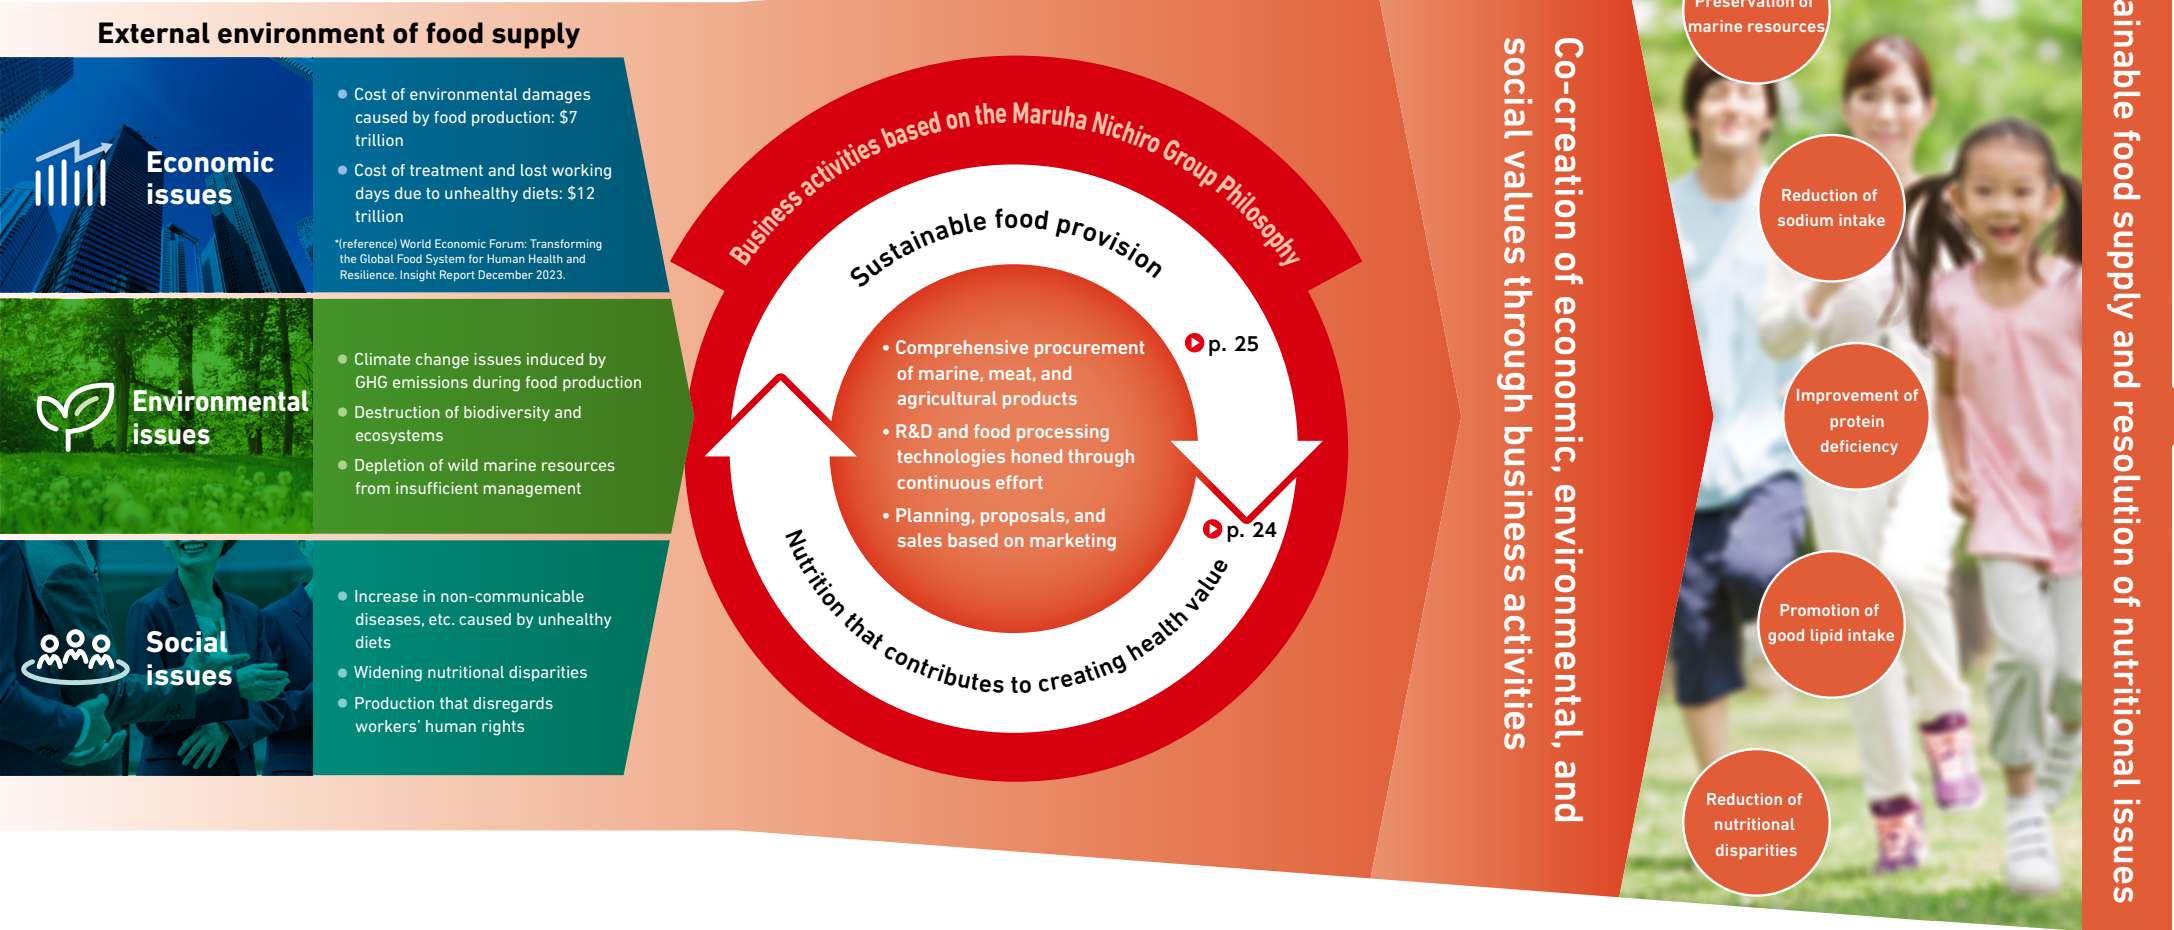 External environment of food supply
Economic
issues
● Cost of environmental damages
caused by food production: $7
trillion
● Cost of treatment and lost working
days due to unhealthy diets: $12
trillion
*(reference) World Economic Forum: Transforming
the Global Food System for Human Health and
Resilience. Insight Report December 2023.
Environmental
issues
● Climate change issues induced by
GHG emissions during food production
● Destruction of biodiversity and
ecosystems
● Depletion of wild marine resources
from insufficient management
Social
issues
● Increase in non-communicable
diseases, etc. caused by unhealthy
diets
● Widening nutritional disparities
● Production that disregards
workers' human rights
Business activities based on the Maruha Nichiro Group Philosophy
Sustainable food provision
p. 25
• Comprehensive procurement
of marine, meat, and
agricultural products
• R&D and food processing
technologies honed through
continuous effort
• Planning, proposals, and
sales based on marketing
p. 24
Nutrition that contributes to creating health value
Co-creation of economic, environmental, and
social values through business activities
Preservation of
marine resources
Reduction of
sodium intake
Improvement of
protein
deficiency
Promotion of
good lipid intake
Reduction of
nutritional
disparities
ainable food supply and resolution of nutritional issues